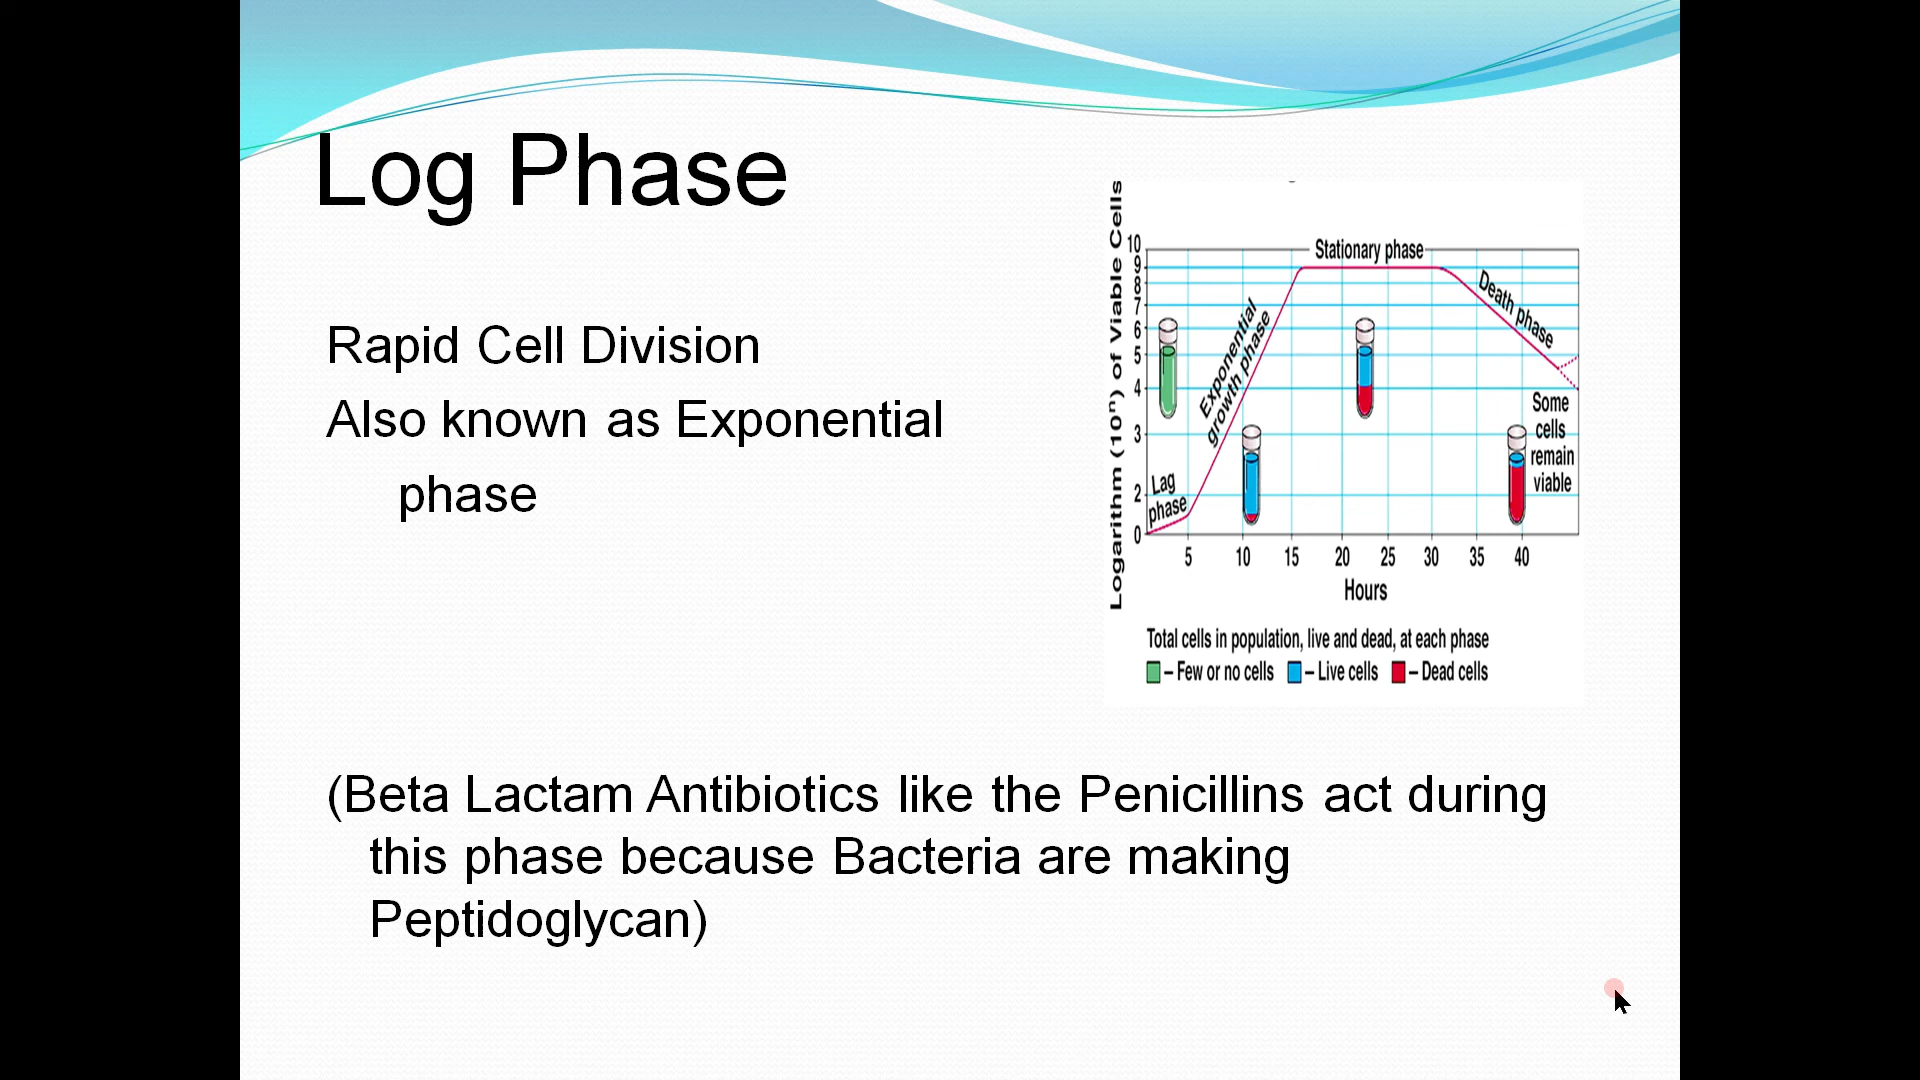 Log Phase
Rapid Cell Division
Also known as Exponential
phase
Logarithm (10ⁿ) of Viable Cells
10
9
8
7
6
5
4
3
2
0
Stationary phase
Exponential
growth phase
Death phase
Lag
phase
Some
cells
remain
viable
5 10 15 20 25 30 35 40
Hours
Total cells in population, live and dead, at each phase
– Few or no cells – Live cells – Dead cells
(Beta Lactam Antibiotics like the Penicillins act during
this phase because Bacteria are making
Peptidoglycan)